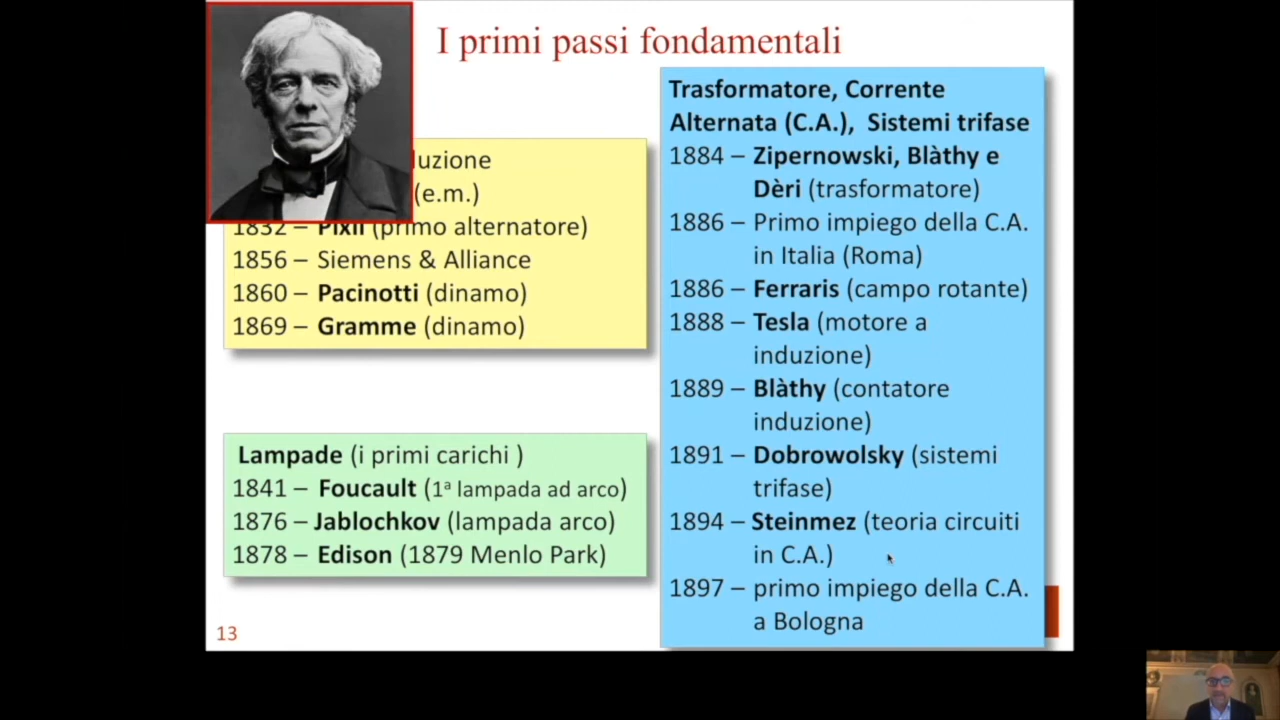 I primi passi fondamentali
(e.m.)
1832 – Pixii (primo alternatore)
1856 – Siemens & Alliance
1860 – Pacinotti (dinamo)
1869 – Gramme (dinamo)
Lampade (i primi carichi )
1841 – Foucault (1ª lampada ad arco)
1876 – Jablochkov (lampada arco)
1878 – Edison (1879 Menlo Park)
13
Trasformatore, Corrente
Alternata (C.A.), Sistemi trifase
1884 – Zipernowski, Blàthy e
Dèri (trasformatore)
1886 – Primo impiego della C.A.
in Italia (Roma)
1886 – Ferraris (campo rotante)
1888 – Tesla (motore a
induzione)
1889 – Blàthy (contatore
induzione)
1891 – Dobrowolsky (sistemi
trifase)
1894 – Steinmez (teoria circuiti
in C.A.)
1897 – primo impiego della C.A.
a Bologna